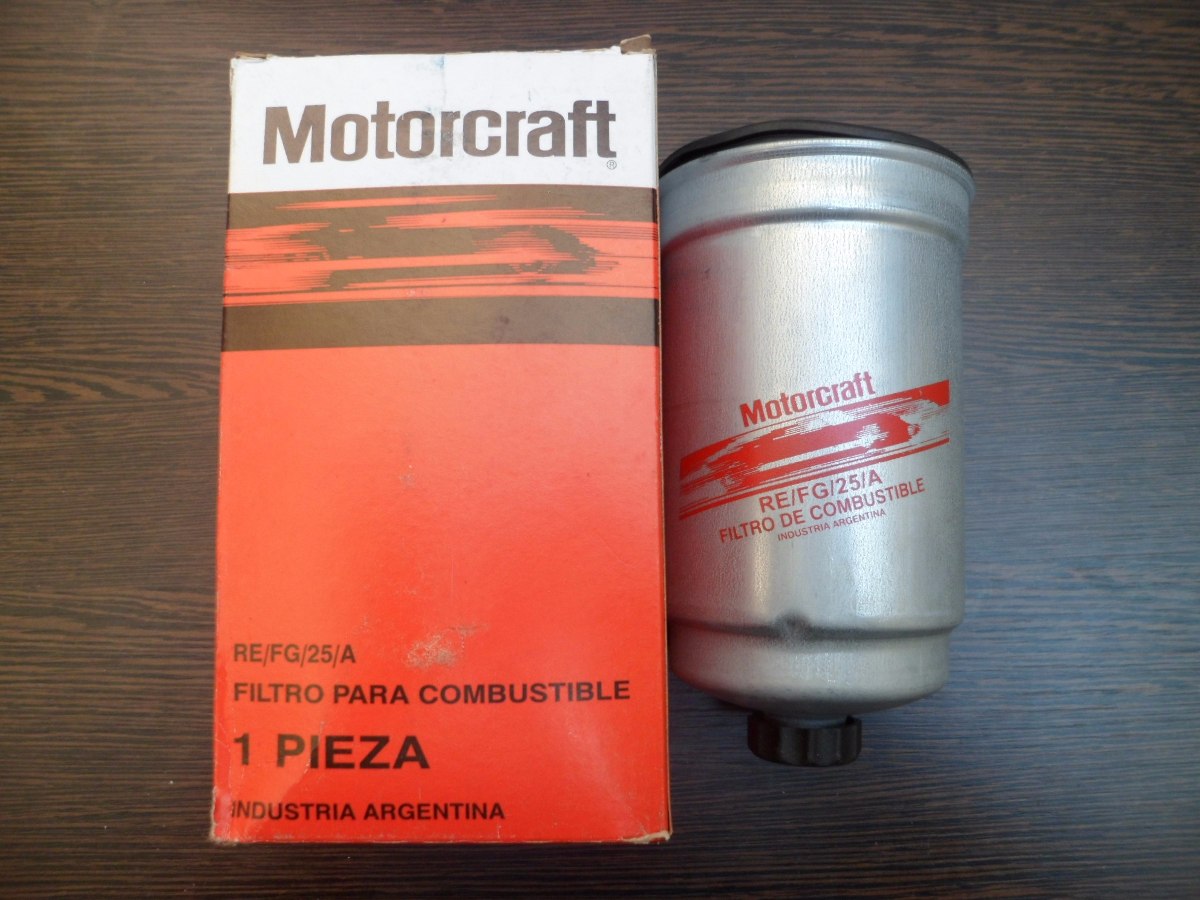 Motorcraft®
RE/FG/25/A
FILTRO PARA COMBUSTIBLE
1 PIEZA
INDUSTRIA ARGENTINA
Motorcraft
RE/FG/25/A
FILTRO DE COMBUSTIBLE
INDUSTRIA ARGENTINA